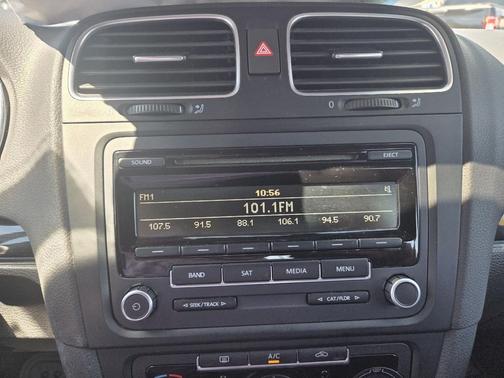 0
SOUND
EJECT
FM1 10:56
101.1FM
107.5 91.5 88.1 106.1 94.5 90.7
BAND SAT MEDIA MENU
SEEK/TRACK CAT/FLDR
A/C